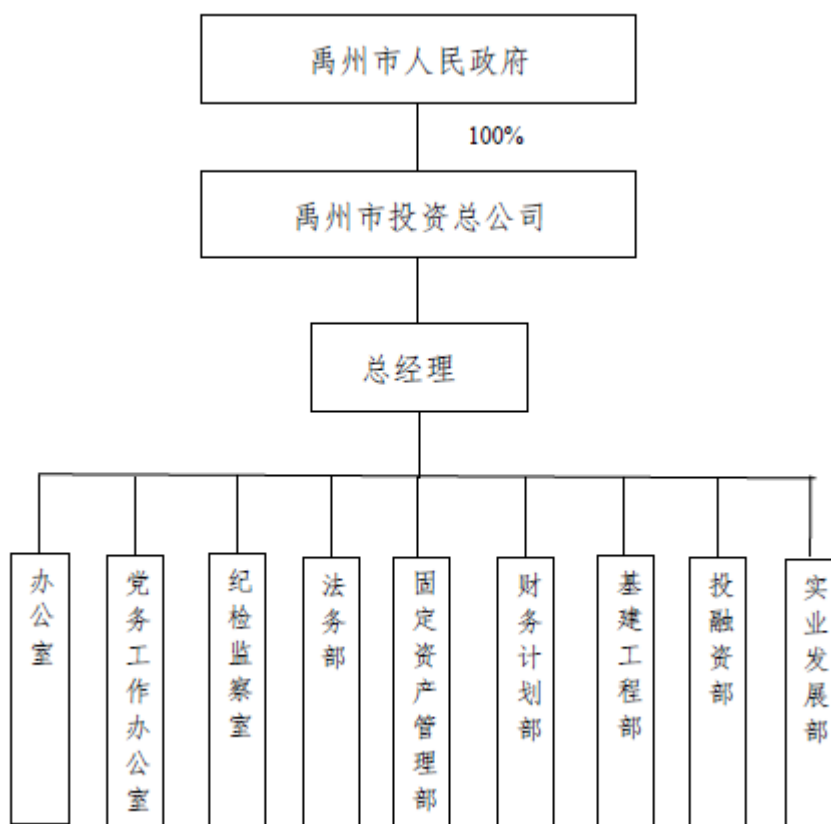 禹州市人民政府
100%
禹州市投资总公司
总经理
办公室
党务工作办公室
纪检监察室
法务部
固定资产管理部
财务计划部
基建工程部
投融资部
实业发展部